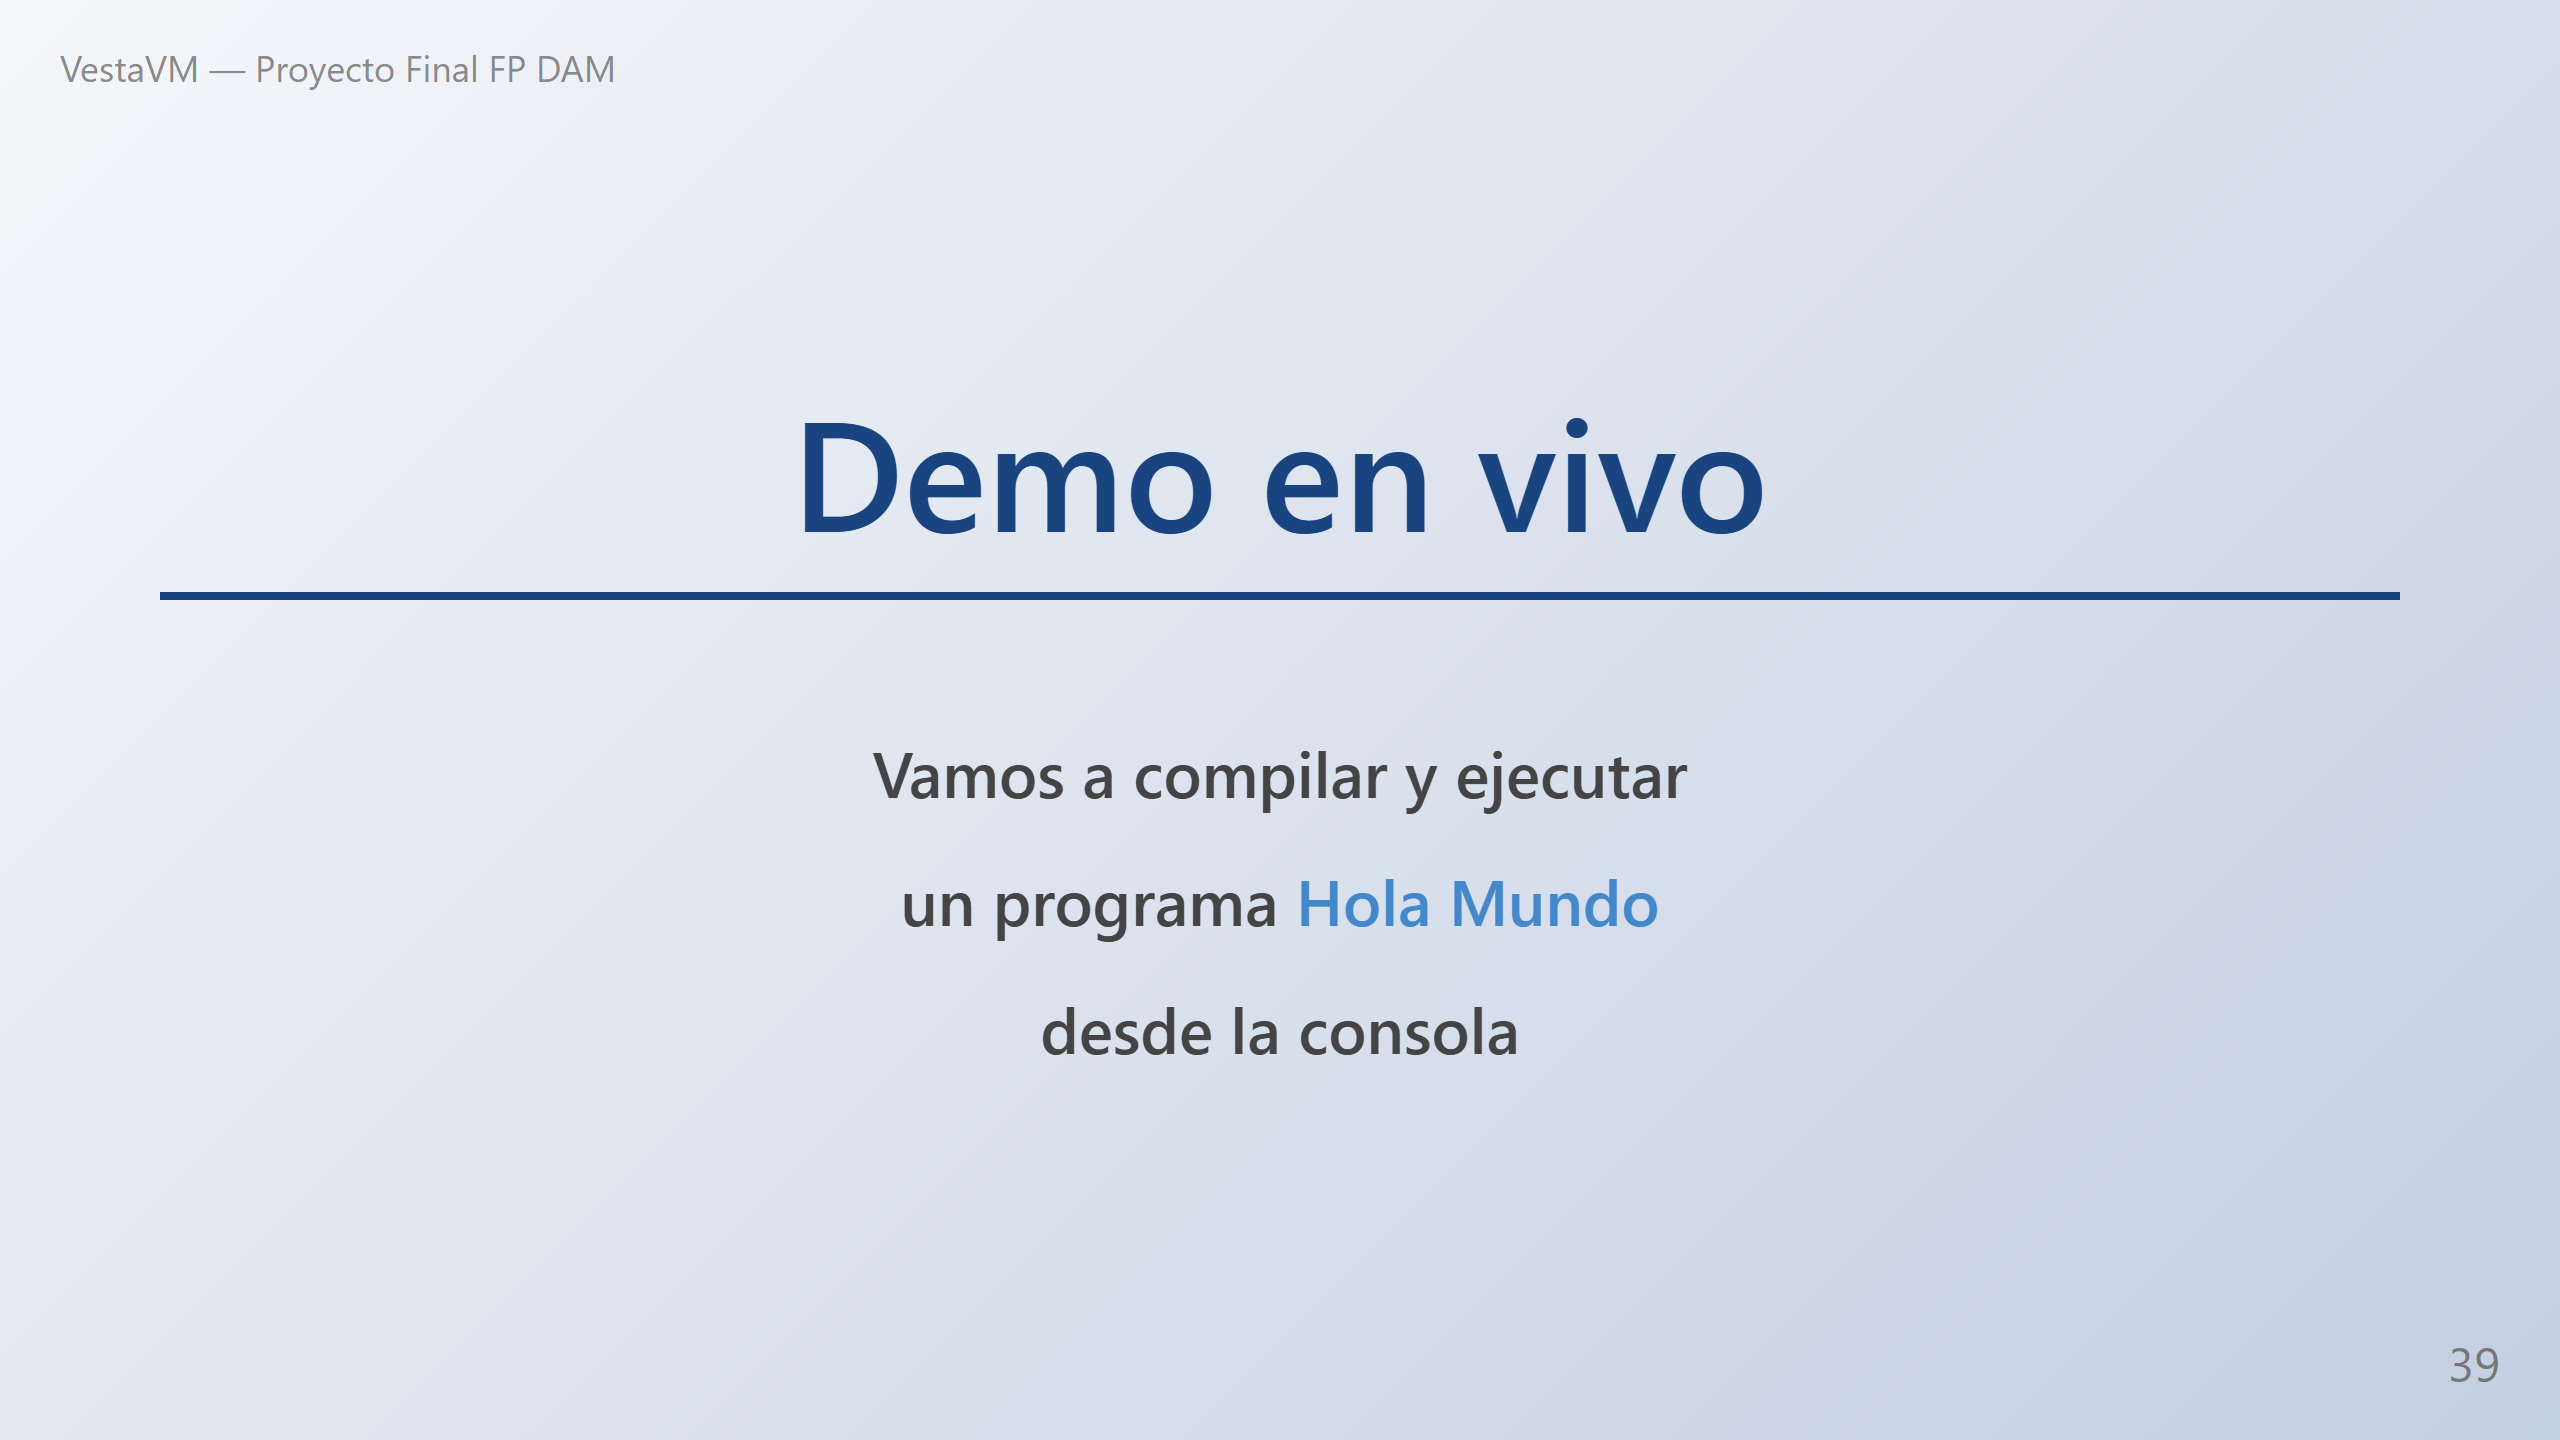 VestaVM — Proyecto Final FP DAM
Demo en vivo
Vamos a compilar y ejecutar
un programa Hola Mundo
desde la consola
39